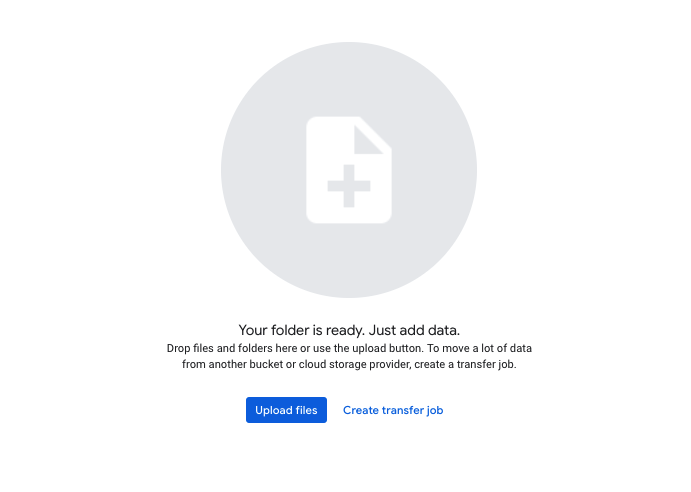 Your folder is ready. Just add data.
Drop files and folders here or use the upload button. To move a lot of data
from another bucket or cloud storage provider, create a transfer job.
Upload files
Create transfer job